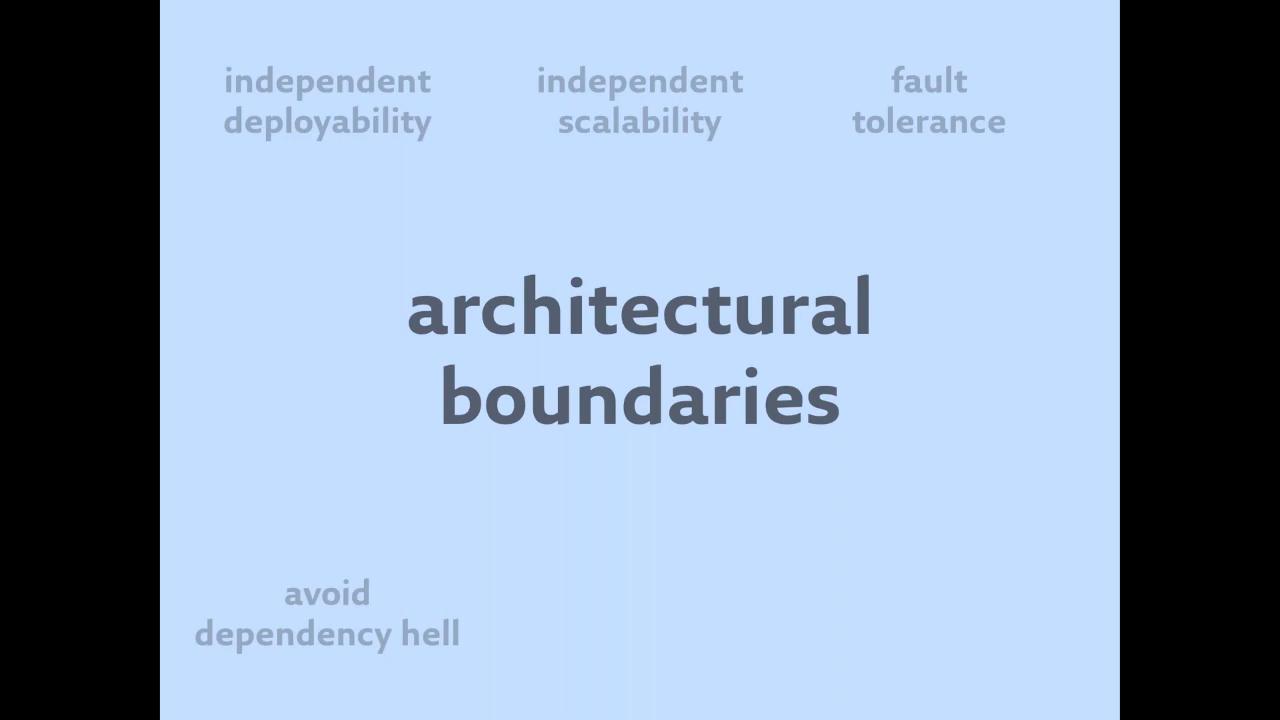 independent
deployability
independent
scalability
fault
tolerance
architectural
boundaries
avoid
dependency hell